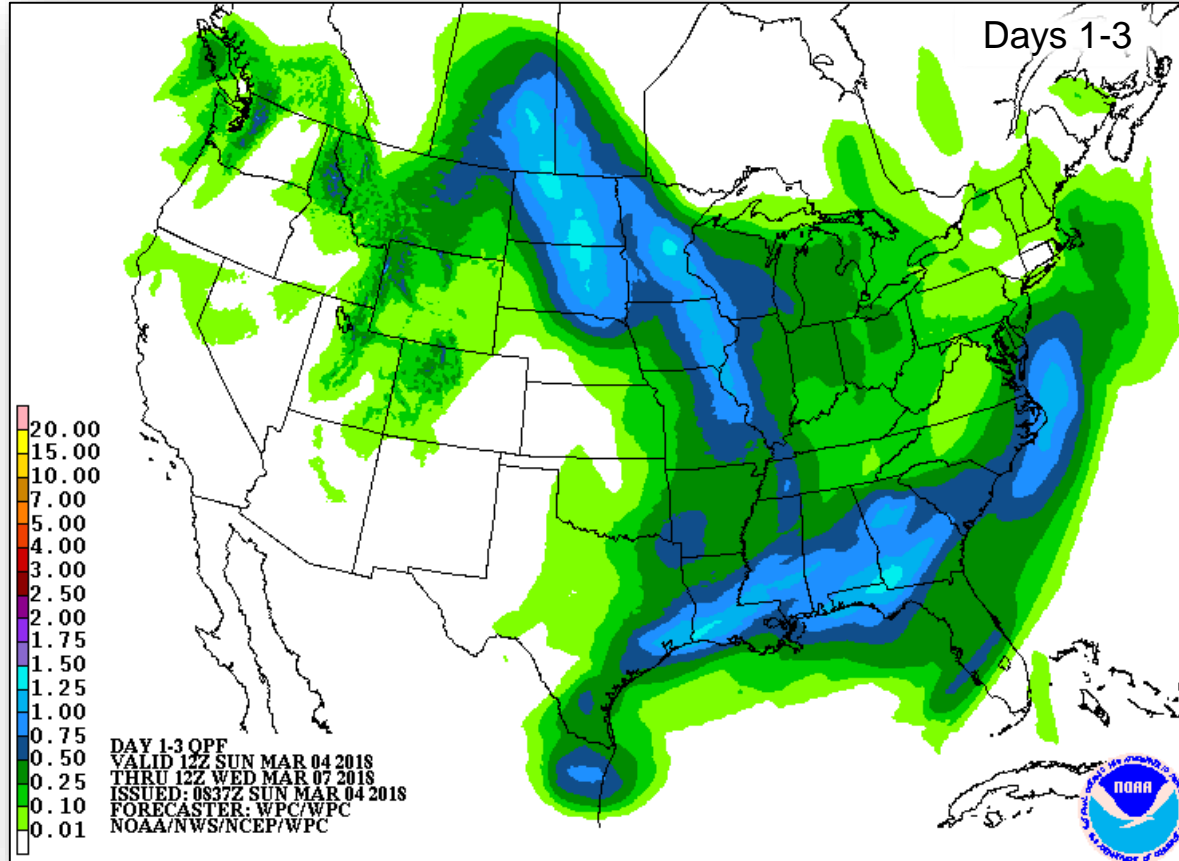 Days 1-3
20.00
15.00
10.00
7.00
5.00
4.00
3.00
2.50
2.00
1.75
1.50
1.25
1.00
0.75
0.50
0.25
0.10
0.01
DAY 1-3 QPF
VALID 12Z SUN MAR 04 2018
THRU 12Z WED MAR 07 2018
ISSUED: 0837Z SUN MAR 04 2018
FORECASTER: WPC/WPC
NOAA/NWS/NCEP/WPC
NOAA